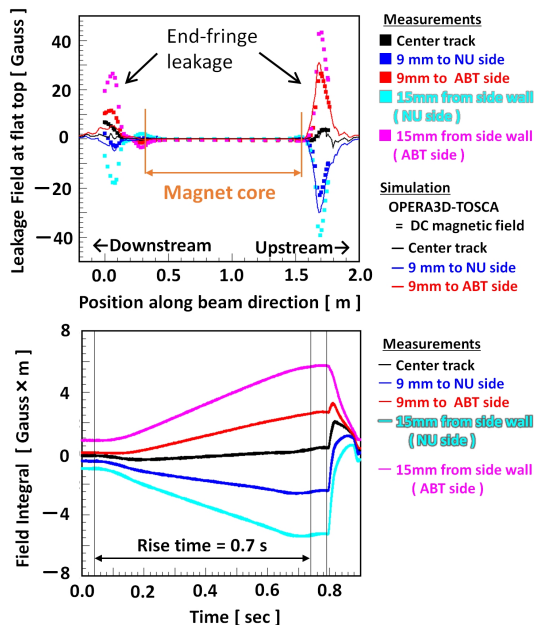 Leakage Field at flat top [ Gauss ]
40
20
0
−20
−40
End-fringe
leakage
Magnet core
←Downstream
Upstream→
0.0
0.5
1.0
1.5
2.0
Position along beam direction [ m ]
Measurements
Center track
9 mm to NU side
9mm to ABT side
15mm from side wall
( NU side )
15mm from side wall
(ABT side)
Simulation
OPERA3D-TOSCA
= DC magnetic field
Center track
9 mm to NU side
9mm to ABT side
Field Integral [ Gauss × m ]
8
4
0
−4
−8
Rise time = 0.7 s
0.0
0.2
0.4
0.6
0.8
Time [ sec ]
Measurements
Center track
9 mm to NU side
9mm to ABT side
15mm from side wall
( NU side )
15mm from side wall
( ABT side )